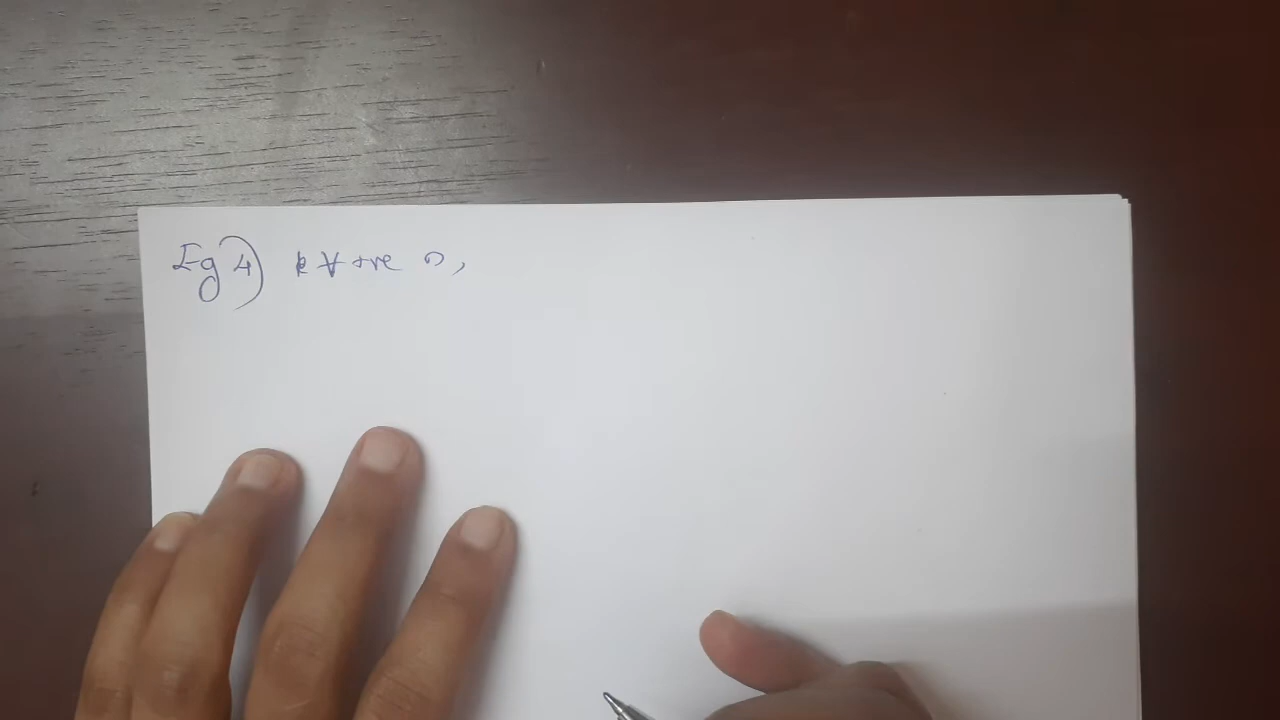 Eg 4) ∀ +ve n,